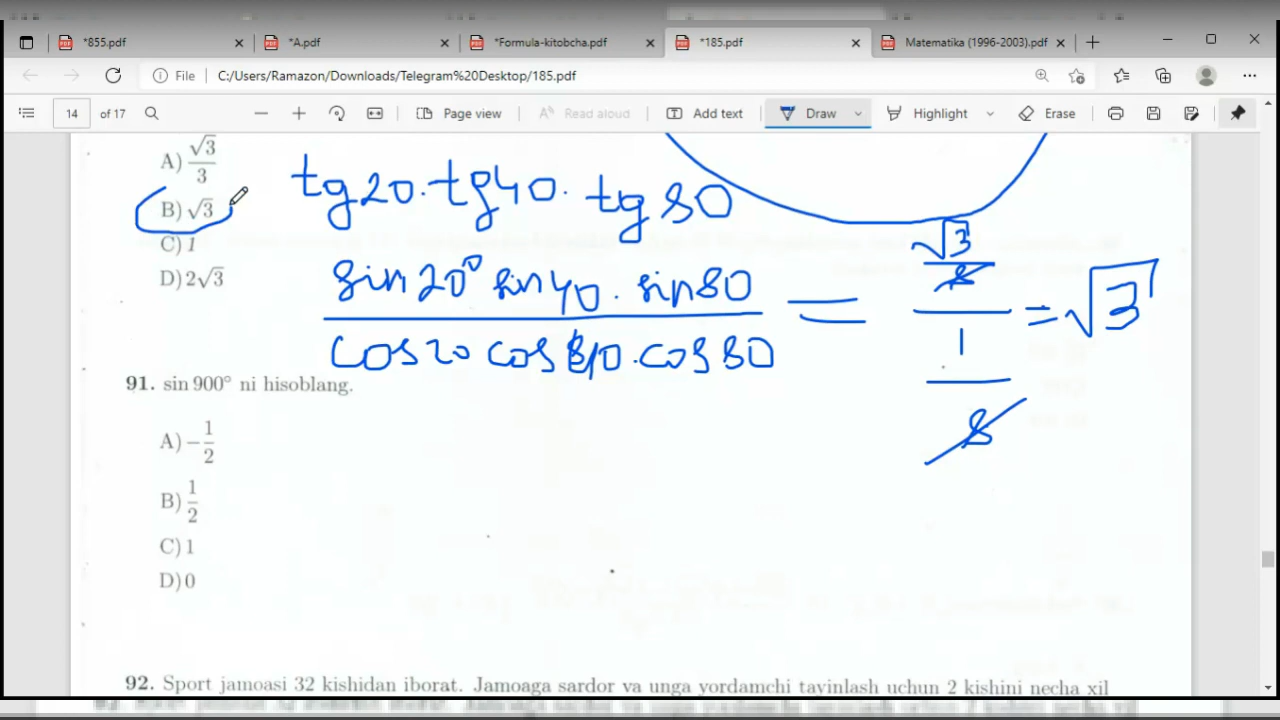 *855.pdf *A.pdf *Formula-kitobcha.pdf *185.pdf Matematika (1996-2003).pdf
File C:/Users/Ramazon/Downloads/Telegram%20Desktop/185.pdf
14 of 17 Page view Read aloud Add text Draw Highlight Erase
A) √3/3
B) √3
C) 1
D) 2√3
tg20·tg40·tg80
sin20° sin40·sin80 / cos20 cos40·cos80 = (√3/8)/(1/8) = √3
91. sin 900° ni hisoblang.
A) −1/2
B) 1/2
C) 1
D) 0
92. Sport jamoasi 32 kishidan iborat. Jamoaga sardor va unga yordamchi tayinlash uchun 2 kishini necha xil